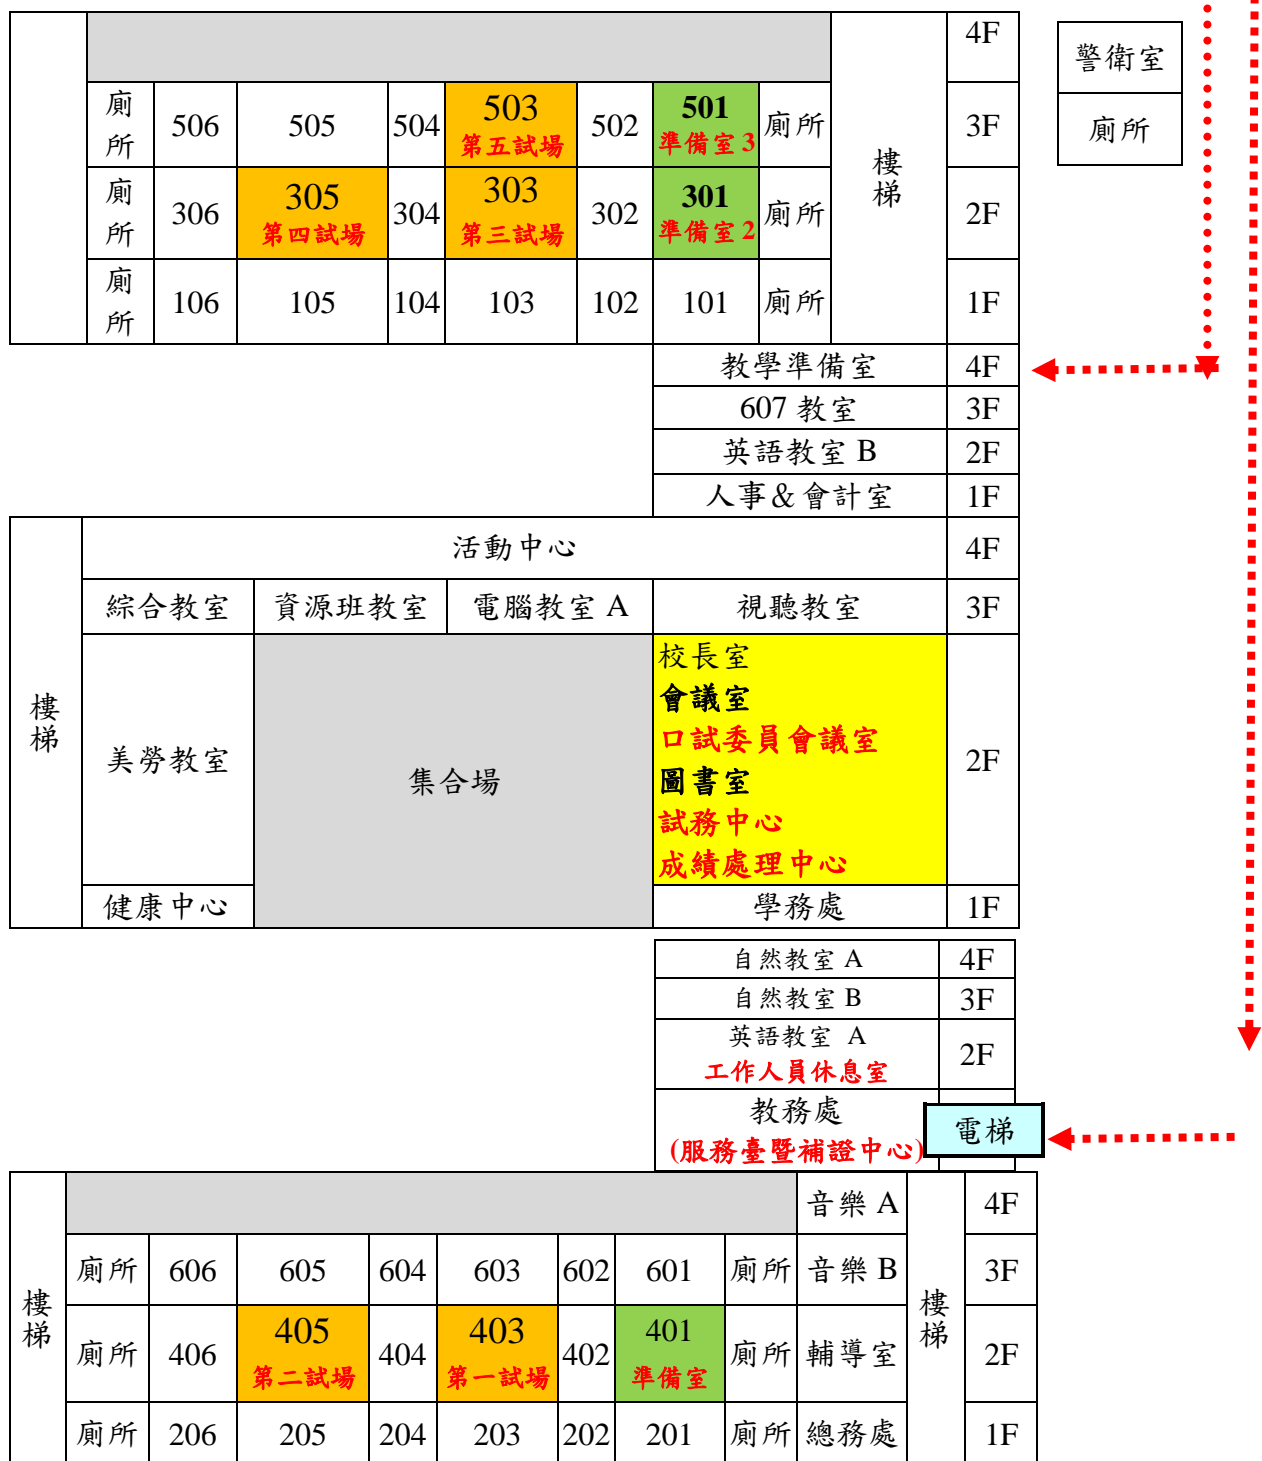 4F
警衛室
廁所
廁所 506 505 504 503 502 501 廁所 3F
第五試場 準備室 3
樓梯
廁所 306 305 304 303 302 301 廁所 2F
第四試場 第三試場 準備室 2
廁所 106 105 104 103 102 101 廁所 1F
教學準備室 4F
607 教室 3F
英語教室 B 2F
人事&會計室 1F
活動中心 4F
綜合教室 資源班教室 電腦教室 A 視聽教室 3F
樓梯
美勞教室
集合場
校長室
會議室
口試委員會議室
圖書室
試務中心
成績處理中心
2F
健康中心 學務處 1F
自然教室 A 4F
自然教室 B 3F
英語教室 A 2F
工作人員休息室
教務處
(服務臺暨補證中心)
電梯
音樂 A 4F
廁所 606 605 604 603 602 601 廁所 音樂 B 3F
樓梯
樓梯
廁所 406 405 404 403 402 401 廁所 輔導室 2F
第二試場 第一試場 準備室
廁所 206 205 204 203 202 201 廁所 總務處 1F